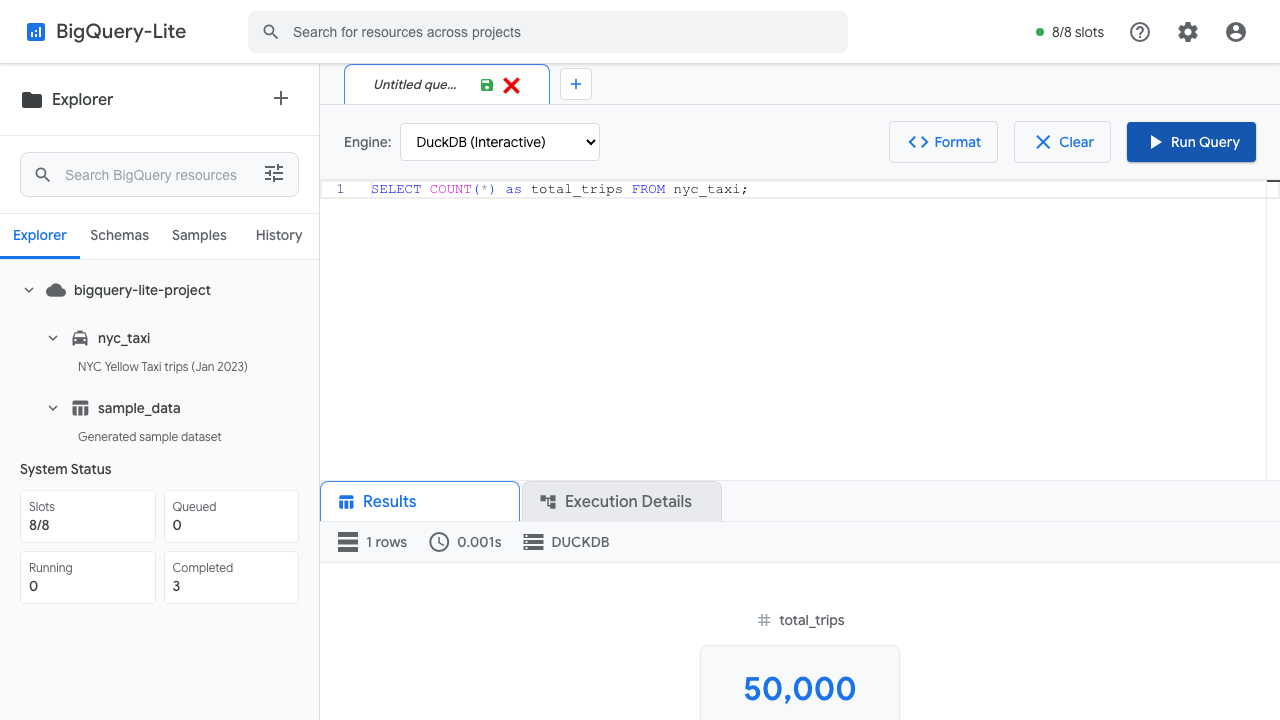 BigQuery-Lite
Search for resources across projects
8/8 slots
Explorer
Search BigQuery resources
Explorer
Schemas
Samples
History
bigquery-lite-project
nyc_taxi
NYC Yellow Taxi trips (Jan 2023)
sample_data
Generated sample dataset
System Status
Slots
8/8
Queued
0
Running
0
Completed
3
Untitled que...
Engine:
DuckDB (Interactive)
Format
Clear
Run Query
1 SELECT COUNT(*) as total_trips FROM nyc_taxi;
Results
Execution Details
1 rows
0.001s
DUCKDB
total_trips
50,000